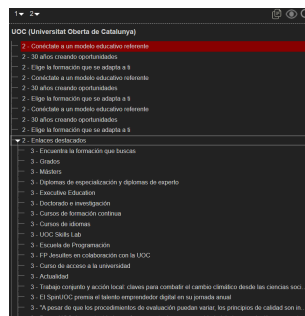 1 2
UOC (Universitat Oberta de Catalunya)
2 - Conéctate a un modelo educativo referente
2 - 30 años creando oportunidades
2 - Elige la formación que se adapta a ti
2 - Conéctate a un modelo educativo referente
2 - 30 años creando oportunidades
2 - Elige la formación que se adapta a ti
2 - Conéctate a un modelo educativo referente
2 - 30 años creando oportunidades
2 - Elige la formación que se adapta a ti
2 - Enlaces destacados
3 - Encuentra la formación que buscas
3 - Grados
3 - Másters
3 - Diplomas de especialización y diplomas de experto
3 - Executive Education
3 - Doctorado e investigación
3 - Cursos de formación continua
3 - Cursos de idiomas
3 - UOC Skills Lab
3 - Escuela de Programación
3 - FP Jesuïtes en colaboración con la UOC
3 - Curso de acceso a la universidad
3 - Actualidad
3 - Trabajo conjunto y acción local: claves para combatir el cambio climático desde las ciencias soci...
3 - El SpinUOC premia el talento emprendedor digital en su jornada anual
3 - "A pesar de que los procedimientos de evaluación puedan variar, los principios de calidad son in...